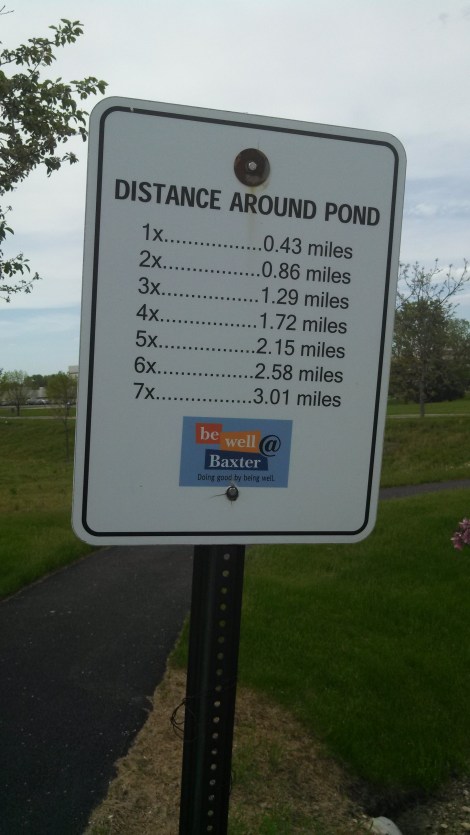 DISTANCE AROUND POND
1x..................0.43 miles
2x..................0.86 miles
3x..................1.29 miles
4x..................1.72 miles
5x..................2.15 miles
6x..................2.58 miles
7x..................3.01 miles
be well @
Baxter
Doing good by being well.